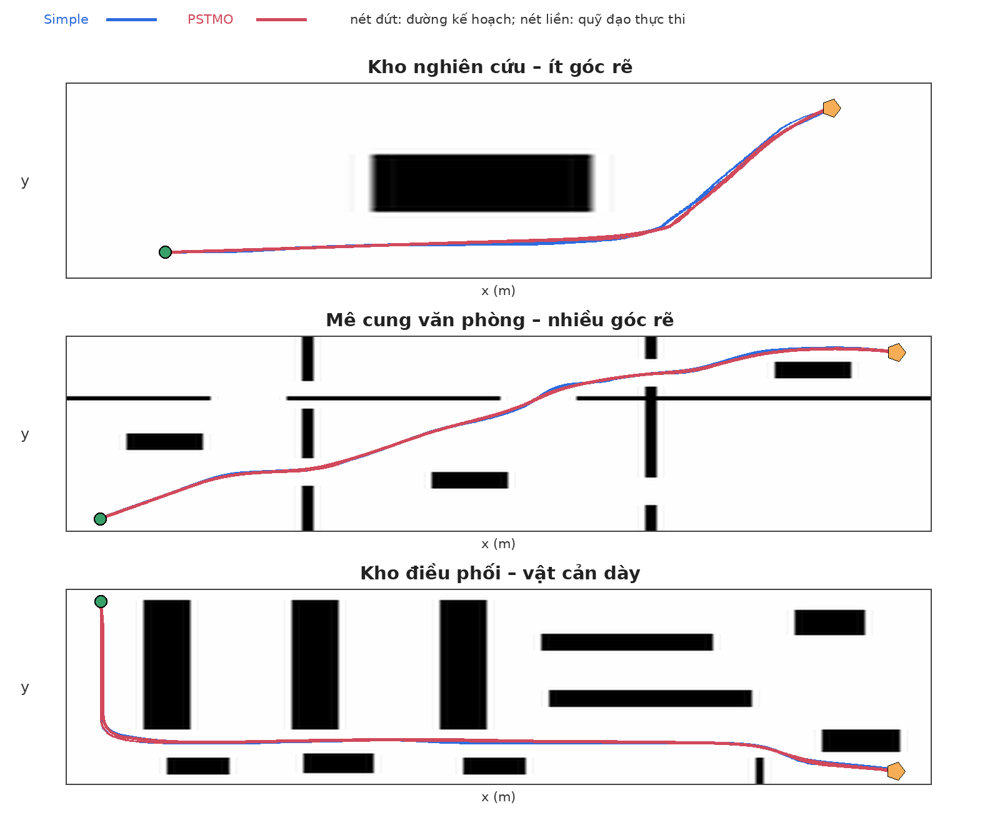 Simple PSTMO nét đứt: đường kế hoạch; nét liền: quỹ đạo thực thi
Kho nghiên cứu – ít góc rẽ
y
x (m)
Mê cung văn phòng – nhiều góc rẽ
y
x (m)
Kho điều phối – vật cản dày
y
x (m)